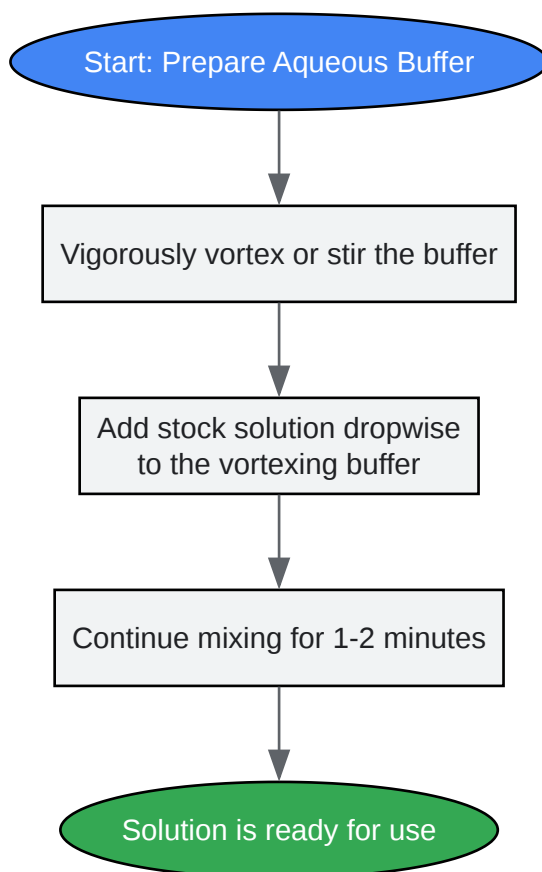 Start: Prepare Aqueous Buffer
Vigorously vortex or stir the buffer
Add stock solution dropwise
to the vortexing buffer
Continue mixing for 1-2 minutes
Solution is ready for use